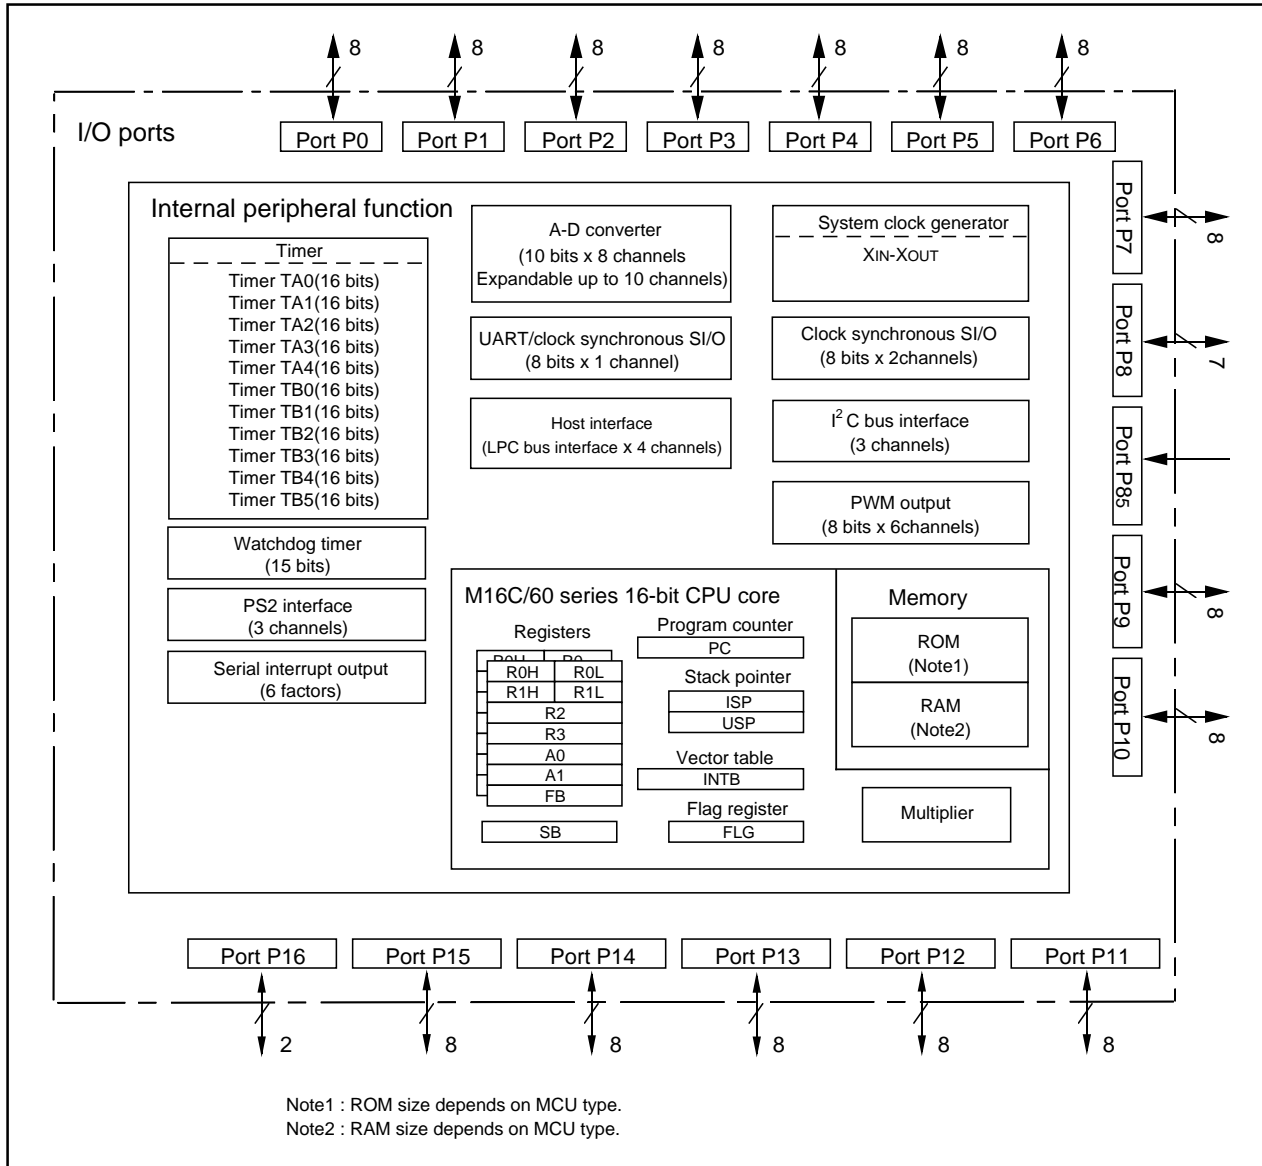 8 8 8 8 8 8 8
I/O ports
Port P0 Port P1 Port P2 Port P3 Port P4 Port P5 Port P6
Internal peripheral function
Timer
Timer TA0(16 bits)
Timer TA1(16 bits)
Timer TA2(16 bits)
Timer TA3(16 bits)
Timer TA4(16 bits)
Timer TB0(16 bits)
Timer TB1(16 bits)
Timer TB2(16 bits)
Timer TB3(16 bits)
Timer TB4(16 bits)
Timer TB5(16 bits)
Watchdog timer
(15 bits)
PS2 interface
(3 channels)
Serial interrupt output
(6 factors)
A-D converter
(10 bits x 8 channels
Expandable up to 10 channels)
UART/clock synchronous SI/O
(8 bits x 1 channel)
Host interface
(LPC bus interface x 4 channels)
System clock generator
XIN-XOUT
Clock synchronous SI/O
(8 bits x 2channels)
I2 C bus interface
(3 channels)
PWM output
(8 bits x 6channels)
M16C/60 series 16-bit CPU core
Registers
R0H R0
R0H R0L
R1H R1L
R2
R3
A0
A1
FB
SB
Program counter
PC
Stack pointer
ISP
USP
Vector table
INTB
Flag register
FLG
Memory
ROM
(Note1)
RAM
(Note2)
Multiplier
Port P7
8
Port P8
7
Port P85
Port P9
8
Port P10
8
Port P16 Port P15 Port P14 Port P13 Port P12 Port P11
2 8 8 8 8 8
Note1 : ROM size depends on MCU type.
Note2 : RAM size depends on MCU type.